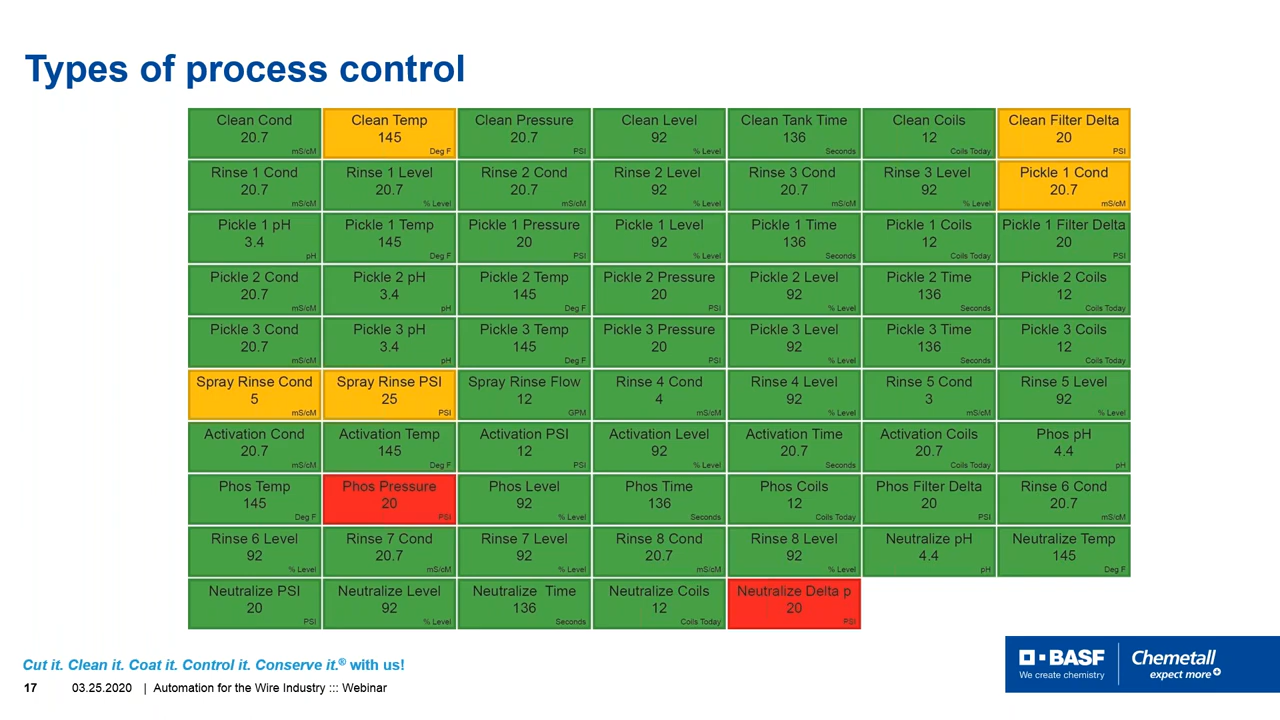 Types of process control
Clean Cond
20.7
mS/cM
Clean Temp
145
Deg F
Clean Pressure
20.7
PSI
Clean Level
92
% Level
Clean Tank Time
136
Seconds
Clean Coils
12
Coils Today
Clean Filter Delta
20
PSI
Rinse 1 Cond
20.7
mS/cM
Rinse 1 Level
20.7
% Level
Rinse 2 Cond
20.7
mS/cM
Rinse 2 Level
92
% Level
Rinse 3 Cond
20.7
mS/cM
Rinse 3 Level
92
% Level
Pickle 1 Cond
20.7
mS/cM
Pickle 1 pH
3.4
pH
Pickle 1 Temp
145
Deg F
Pickle 1 Pressure
20
PSI
Pickle 1 Level
92
% Level
Pickle 1 Time
136
Seconds
Pickle 1 Coils
12
Coils Today
Pickle 1 Filter Delta
20
PSI
Pickle 2 Cond
20.7
mS/cM
Pickle 2 pH
3.4
pH
Pickle 2 Temp
145
Deg F
Pickle 2 Pressure
20
PSI
Pickle 2 Level
92
% Level
Pickle 2 Time
136
Seconds
Pickle 2 Coils
12
Coils Today
Pickle 3 Cond
20.7
mS/cM
Pickle 3 pH
3.4
pH
Pickle 3 Temp
145
Deg F
Pickle 3 Pressure
20
PSI
Pickle 3 Level
92
% Level
Pickle 3 Time
136
Seconds
Pickle 3 Coils
12
Coils Today
Spray Rinse Cond
5
mS/cM
Spray Rinse PSI
25
PSI
Spray Rinse Flow
12
GPM
Rinse 4 Cond
4
mS/cM
Rinse 4 Level
92
% Level
Rinse 5 Cond
3
mS/cM
Rinse 5 Level
92
% Level
Activation Cond
20.7
mS/cM
Activation Temp
145
Deg F
Activation PSI
12
PSI
Activation Level
92
% Level
Activation Time
20.7
Seconds
Activation Coils
20.7
Coils Today
Phos pH
4.4
pH
Phos Temp
145
Deg F
Phos Pressure
20
PSI
Phos Level
92
% Level
Phos Time
136
Seconds
Phos Coils
12
Coils Today
Phos Filter Delta
20
PSI
Rinse 6 Cond
20.7
mS/cM
Rinse 6 Level
92
% Level
Rinse 7 Cond
20.7
mS/cM
Rinse 7 Level
92
% Level
Rinse 8 Cond
20.7
mS/cM
Rinse 8 Level
92
% Level
Neutralize pH
4.4
pH
Neutralize Temp
145
Deg F
Neutralize PSI
20
PSI
Neutralize Level
92
% Level
Neutralize Time
136
Seconds
Neutralize Coils
12
Coils Today
Neutralize Delta p
20
PSI
Cut it. Clean it. Coat it. Control it. Conserve it.® with us!
17 03.25.2020 | Automation for the Wire Industry ::: Webinar
BASF
We create chemistry
Chemetall
expect more